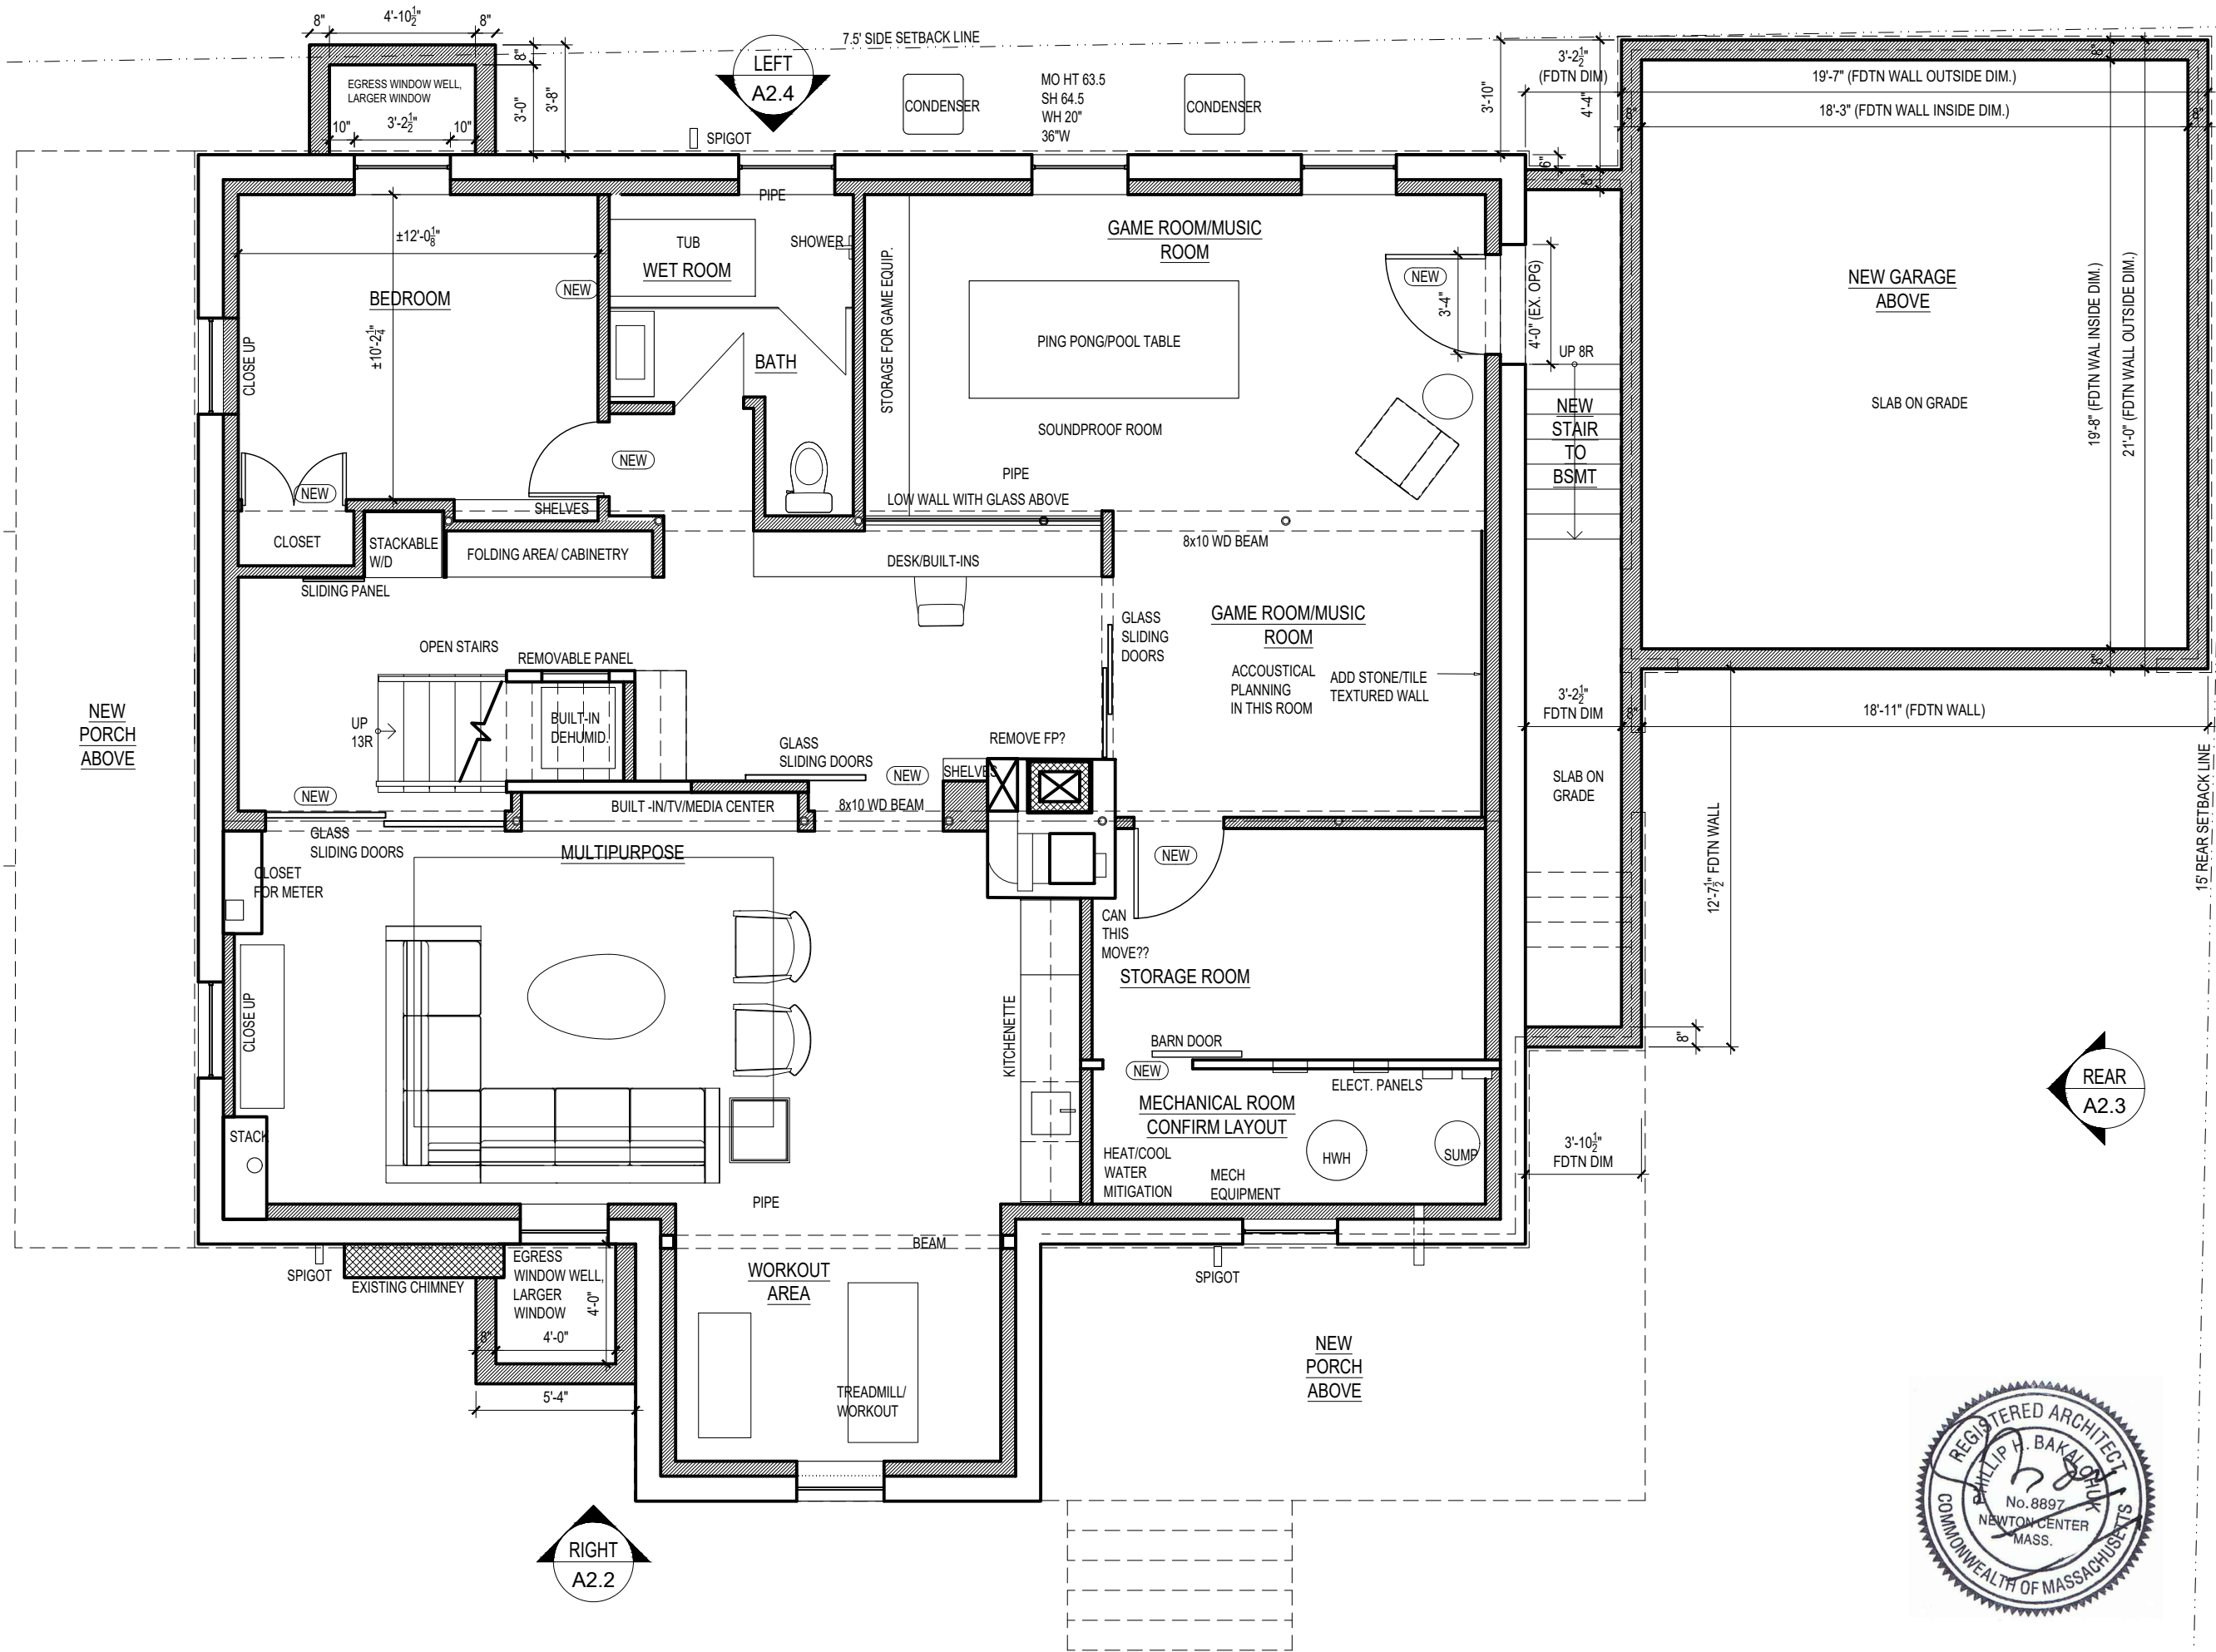 8"
4'-10½"
8"
7.5' SIDE SETBACK LINE
LEFT
A2.4
EGRESS WINDOW WELL,
LARGER WINDOW
10"
3'-2½"
10"
8"
3'-0"
3'-8"
SPIGOT
CONDENSER
MO HT 63.5
SH 64.5
WH 20"
36"W
CONDENSER
3'-10"
6"
3'-2½"
(FDTN DIM)
4'-4"
8"
8"
19'-7" (FDTN WALL OUTSIDE DIM.)
8"
18'-3" (FDTN WALL INSIDE DIM.)
8"
NEW GARAGE
ABOVE
SLAB ON GRADE
19'-8" (FDTN WAL INSIDE DIM.)
21'-0" (FDTN WALL OUTSIDE DIM.)
8"
±12'-0⅛"
BEDROOM
±10'-2¼"
CLOSE UP
NEW
NEW
CLOSET
SHELVES
STACKABLE
W/D
FOLDING AREA/ CABINETRY
SLIDING PANEL
PIPE
TUB
SHOWER
WET ROOM
BATH
NEW
STORAGE FOR GAME EQUIP.
GAME ROOM/MUSIC
ROOM
PING PONG/POOL TABLE
SOUNDPROOF ROOM
PIPE
LOW WALL WITH GLASS ABOVE
NEW
3'-4"
4'-0" (EX. OPG)
UP 8R
NEW
STAIR
TO
BSMT
8x10 WD BEAM
DESK/BUILT-INS
GLASS
SLIDING
DOORS
GAME ROOM/MUSIC
ROOM
ACCOUSTICAL
PLANNING
IN THIS ROOM
ADD STONE/TILE
TEXTURED WALL
OPEN STAIRS
REMOVABLE PANEL
UP
13R
BUILT-IN
DEHUMID.
GLASS
SLIDING DOORS
NEW
SHELVES
REMOVE FP?
NEW
PORCH
ABOVE
NEW
BUILT -IN/TV/MEDIA CENTER
8x10 WD BEAM
GLASS
SLIDING DOORS
MULTIPURPOSE
CLOSET
FOR METER
CLOSE UP
STACK
NEW
CAN
THIS
MOVE??
STORAGE ROOM
KITCHENETTE
BARN DOOR
NEW
ELECT. PANELS
MECHANICAL ROOM
CONFIRM LAYOUT
HEAT/COOL
WATER
MITIGATION
MECH
EQUIPMENT
HWH
SUMP
3'-2½"
FDTN DIM
8"
18'-11" (FDTN WALL)
SLAB ON
GRADE
12'-7½" FDTN WALL
8"
15' REAR SETBACK LINE
REAR
A2.3
3'-10½"
FDTN DIM
PIPE
BEAM
SPIGOT
EXISTING CHIMNEY
EGRESS
WINDOW WELL,
LARGER
WINDOW
4'-0"
8"
4'-0"
5'-4"
WORKOUT
AREA
TREADMILL/
WORKOUT
SPIGOT
NEW
PORCH
ABOVE
RIGHT
A2.2
REGISTERED ARCHITECT
PHILLIP H. BAKALCHUK
No.8897
NEWTON CENTER
MASS.
COMMONWEALTH OF MASSACHUSETTS